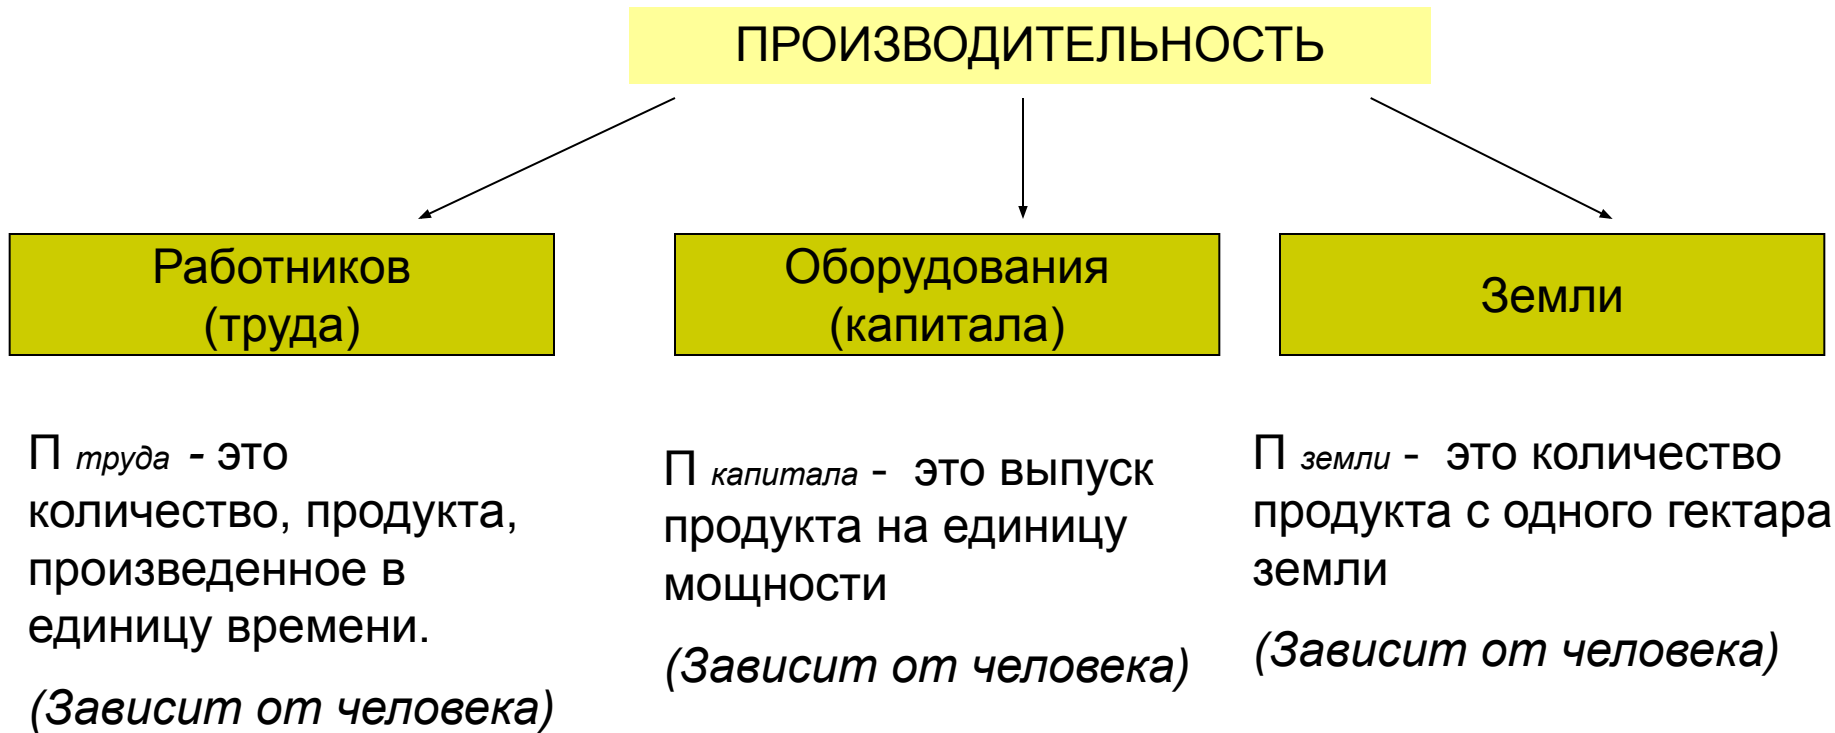 ПРОИЗВОДИТЕЛЬНОСТЬ
Работников
(труда)
Оборудования
(капитала)
Земли
П труда - это
количество, продукта,
произведенное в
единицу времени.
(Зависит от человека)
П капитала - это выпуск
продукта на единицу
мощности
(Зависит от человека)
П земли - это количество
продукта с одного гектара
земли
(Зависит от человека)